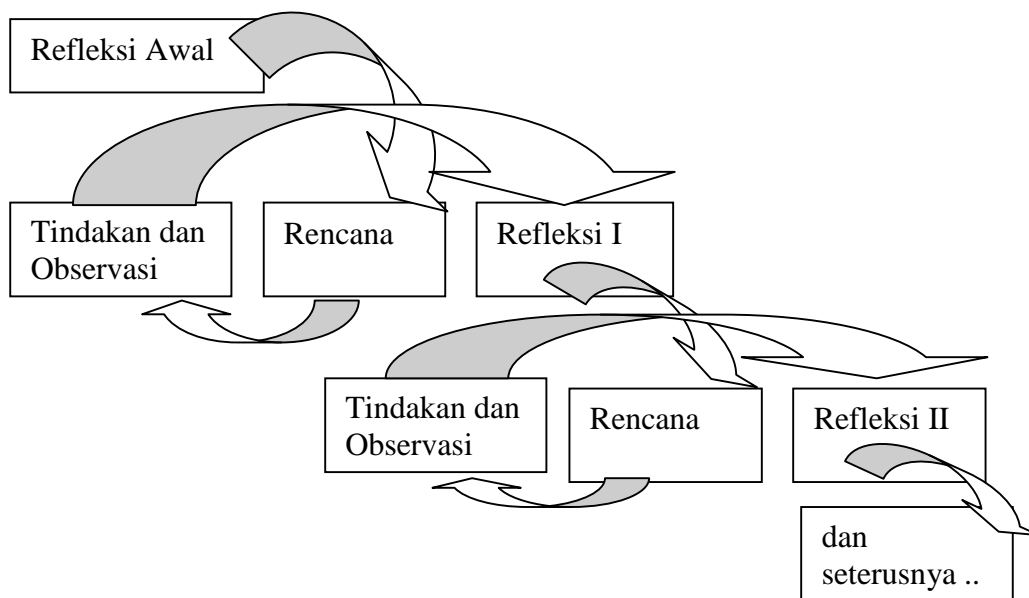 Refleksi Awal
Tindakan dan
Observasi
Rencana
Refleksi I
Tindakan dan
Observasi
Rencana
Refleksi II
dan
seterusnya ..